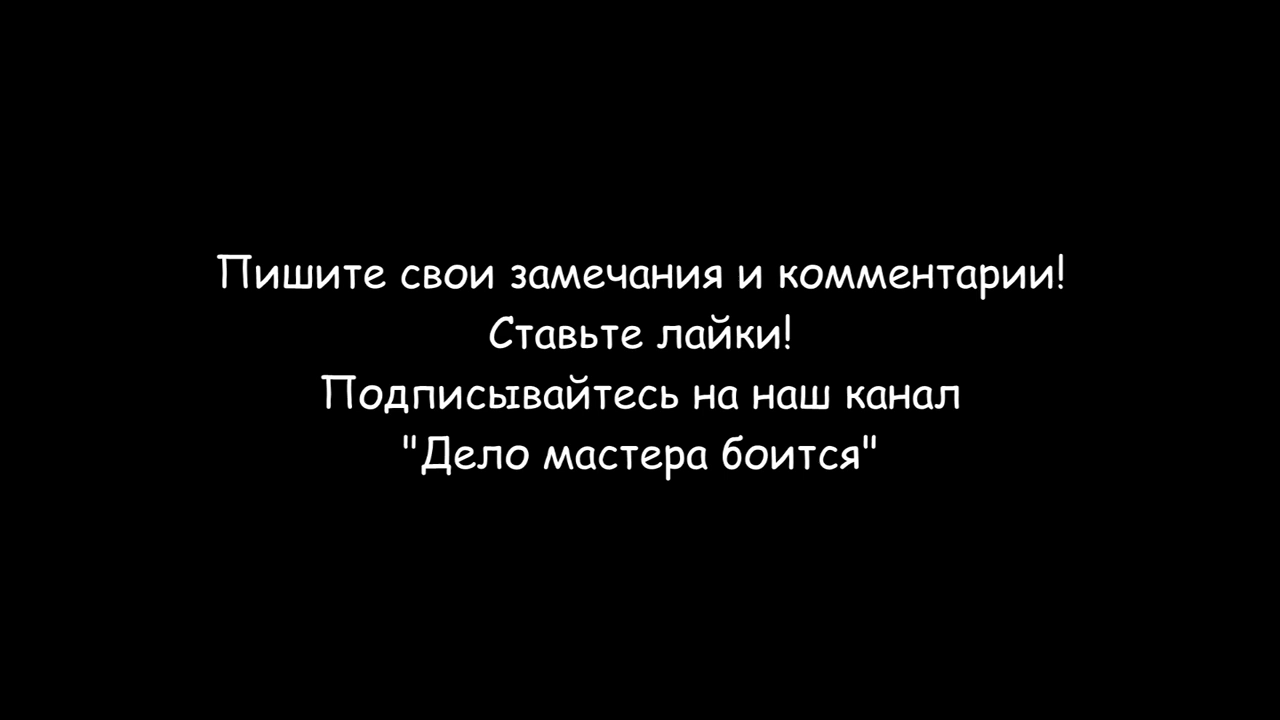 Пишите свои замечания и комментарии!
Ставьте лайки!
Подписывайтесь на наш канал
"Дело мастера боится"